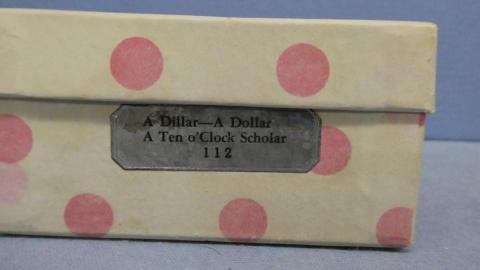 A Dillar—A Dollar
A Ten o'Clock Scholar
112